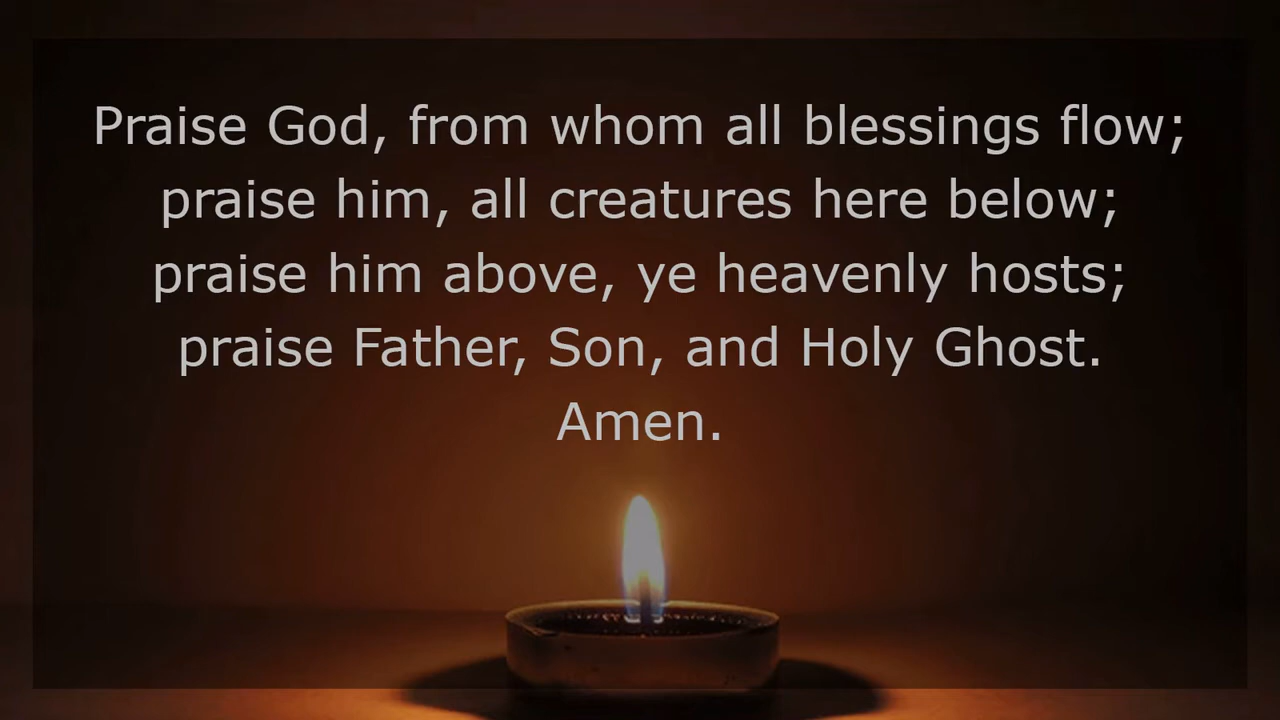 Praise God, from whom all blessings flow;
praise him, all creatures here below;
praise him above, ye heavenly hosts;
praise Father, Son, and Holy Ghost.
Amen.